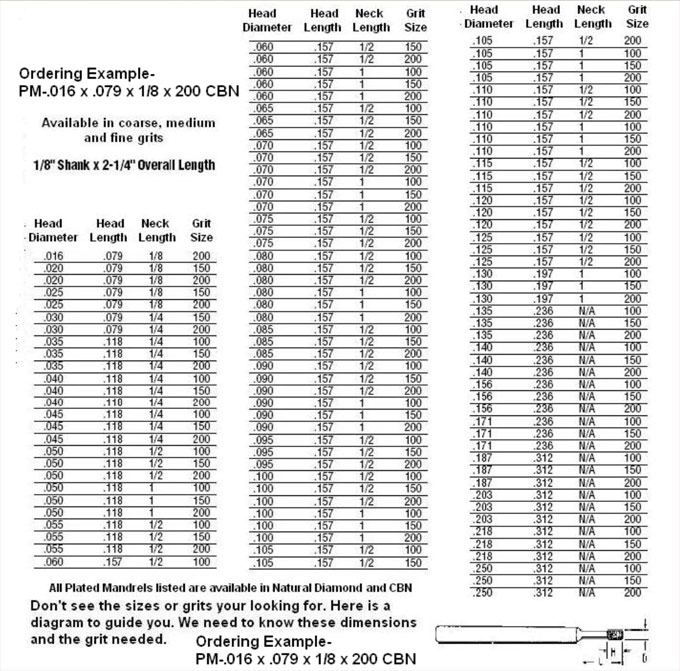 Ordering Example-
PM-.016 x .079 x 1/8 x 200 CBN
Available in coarse, medium
and fine grits
1/8" Shank x 2-1/4" Overall Length
Head Head Neck Grit
Diameter Length Length Size
.016 .079 1/8 200
.020 .079 1/8 150
.020 .079 1/8 200
.025 .079 1/8 150
.025 .079 1/8 200
.030 .079 1/4 150
.030 .079 1/4 200
.035 .118 1/4 100
.035 .118 1/4 150
.035 .118 1/4 200
.040 .118 1/4 100
.040 .118 1/4 150
.040 .118 1/4 200
.045 .118 1/4 100
.045 .118 1/4 150
.045 .118 1/4 200
.050 .118 1/2 100
.050 .118 1/2 150
.050 .118 1/2 200
.050 .118 1 100
.050 .118 1 150
.050 .118 1 200
.055 .118 1/2 100
.055 .118 1/2 150
.055 .118 1/2 200
.060 .157 1/2 100
Head Head Neck Grit
Diameter Length Length Size
.060 .157 1/2 150
.060 .157 1/2 200
.060 .157 1 100
.060 .157 1 150
.060 .157 1 200
.065 .157 1/2 100
.065 .157 1/2 150
.065 .157 1/2 200
.070 .157 1/2 100
.070 .157 1/2 150
.070 .157 1/2 200
.070 .157 1 100
.070 .157 1 150
.070 .157 1 200
.075 .157 1/2 100
.075 .157 1/2 150
.075 .157 1/2 200
.080 .157 1/2 100
.080 .157 1/2 150
.080 .157 1/2 200
.080 .157 1 100
.080 .157 1 150
.080 .157 1 200
.085 .157 1/2 100
.085 .157 1/2 150
.085 .157 1/2 200
.090 .157 1/2 100
.090 .157 1/2 150
.090 .157 1/2 200
.090 .157 1 100
.090 .157 1 150
.090 .157 1 200
.095 .157 1/2 100
.095 .157 1/2 150
.095 .157 1/2 200
.100 .157 1/2 100
.100 .157 1/2 150
.100 .157 1/2 200
.100 .157 1 100
.100 .157 1 150
.100 .157 1 200
.105 .157 1/2 100
.105 .157 1/2 150
Head Head Neck Grit
Diameter Length Length Size
.105 .157 1/2 200
.105 .157 1 100
.105 .157 1 150
.105 .157 1 200
.110 .157 1/2 100
.110 .157 1/2 150
.110 .157 1/2 200
.110 .157 1 100
.110 .157 1 150
.110 .157 1 200
.115 .157 1/2 100
.115 .157 1/2 150
.115 .157 1/2 200
.120 .157 1/2 100
.120 .157 1/2 150
.120 .157 1/2 200
.125 .157 1/2 100
.125 .157 1/2 150
.125 .157 1/2 200
.130 .197 1 100
.130 .197 1 150
.130 .197 1 200
.135 .236 N/A 100
.135 .236 N/A 150
.135 .236 N/A 200
.140 .236 N/A 100
.140 .236 N/A 150
.140 .236 N/A 200
.156 .236 N/A 100
.156 .236 N/A 150
.156 .236 N/A 200
.171 .236 N/A 100
.171 .236 N/A 150
.171 .236 N/A 200
.187 .312 N/A 100
.187 .312 N/A 150
.187 .312 N/A 200
.203 .312 N/A 100
.203 .312 N/A 150
.203 .312 N/A 200
.218 .312 N/A 100
.218 .312 N/A 150
.218 .312 N/A 200
.250 .312 N/A 100
.250 .312 N/A 150
.250 .312 N/A 200
All Plated Mandrels listed are available in Natural Diamond and CBN
Don't see the sizes or grits your looking for. Here is a
diagram to guide you. We need to know these dimensions
and the grit needed.
Ordering Example-
PM-.016 x .079 x 1/8 x 200 CBN
H
L